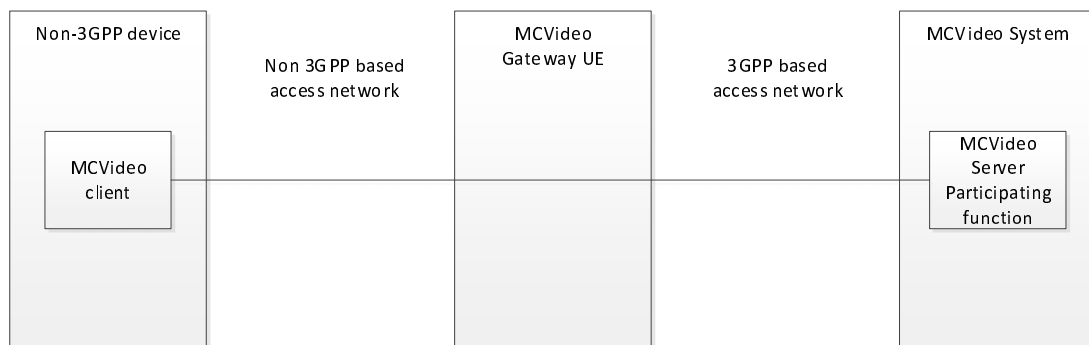 Non-3GPP device
MCVideo
Gateway UE
MCVideo System
Non 3GPP based
access network
3GPP based
access network
MCVideo
client
MCVideo
Server
Participating
function